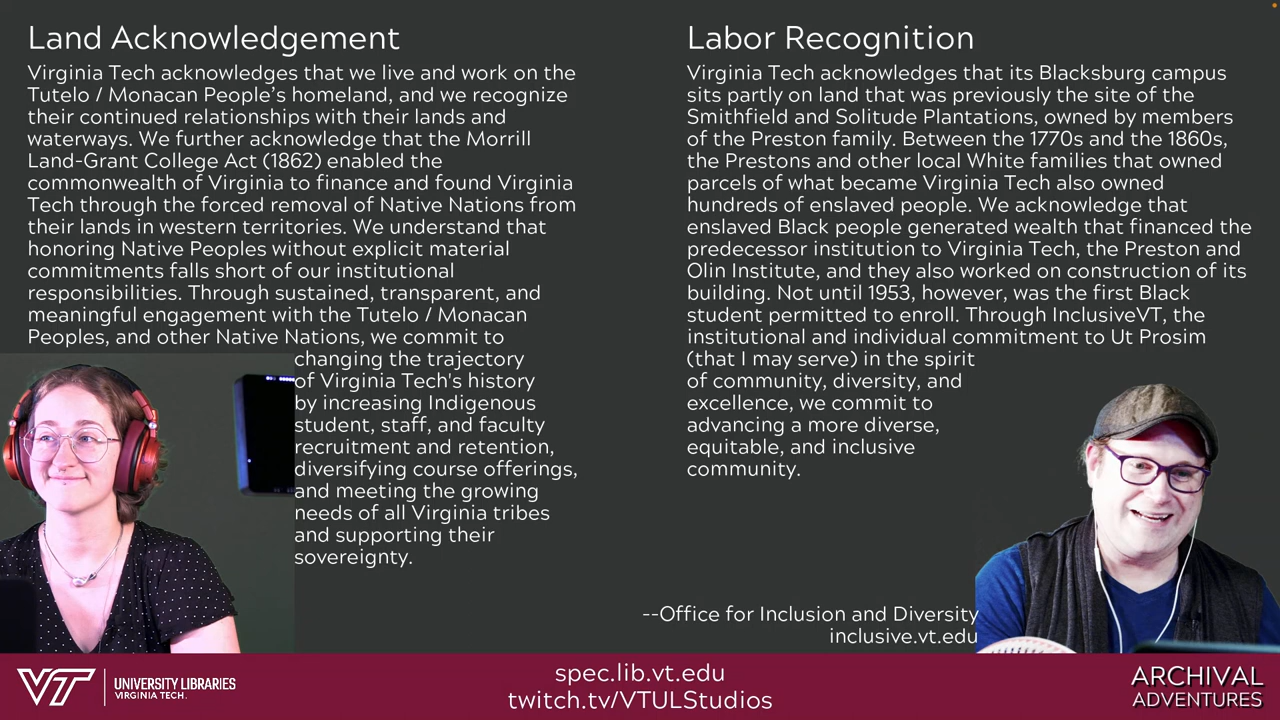 Land Acknowledgement
Virginia Tech acknowledges that we live and work on the
Tutelo / Monacan People's homeland, and we recognize
their continued relationships with their lands and
waterways. We further acknowledge that the Morrill
Land-Grant College Act (1862) enabled the
commonwealth of Virginia to finance and found Virginia
Tech through the forced removal of Native Nations from
their lands in western territories. We understand that
honoring Native Peoples without explicit material
commitments falls short of our institutional
responsibilities. Through sustained, transparent, and
meaningful engagement with the Tutelo / Monacan
Peoples, and other Native Nations, we commit to
changing the trajectory
of Virginia Tech's history
by increasing Indigenous
student, staff, and faculty
recruitment and retention,
diversifying course offerings,
and meeting the growing
needs of all Virginia tribes
and supporting their
sovereignty.
Labor Recognition
Virginia Tech acknowledges that its Blacksburg campus
sits partly on land that was previously the site of the
Smithfield and Solitude Plantations, owned by members
of the Preston family. Between the 1770s and the 1860s,
the Prestons and other local White families that owned
parcels of what became Virginia Tech also owned
hundreds of enslaved people. We acknowledge that
enslaved Black people generated wealth that financed the
predecessor institution to Virginia Tech, the Preston and
Olin Institute, and they also worked on construction of its
building. Not until 1953, however, was the first Black
student permitted to enroll. Through InclusiveVT, the
institutional and individual commitment to Ut Prosim
(that I may serve) in the spirit
of community, diversity, and
excellence, we commit to
advancing a more diverse,
equitable, and inclusive
community.
--Office for Inclusion and Diversity
inclusive.vt.edu
VT UNIVERSITY LIBRARIES
VIRGINIA TECH.
spec.lib.vt.edu
twitch.tv/VTULStudios
ARCHIVAL
ADVENTURES